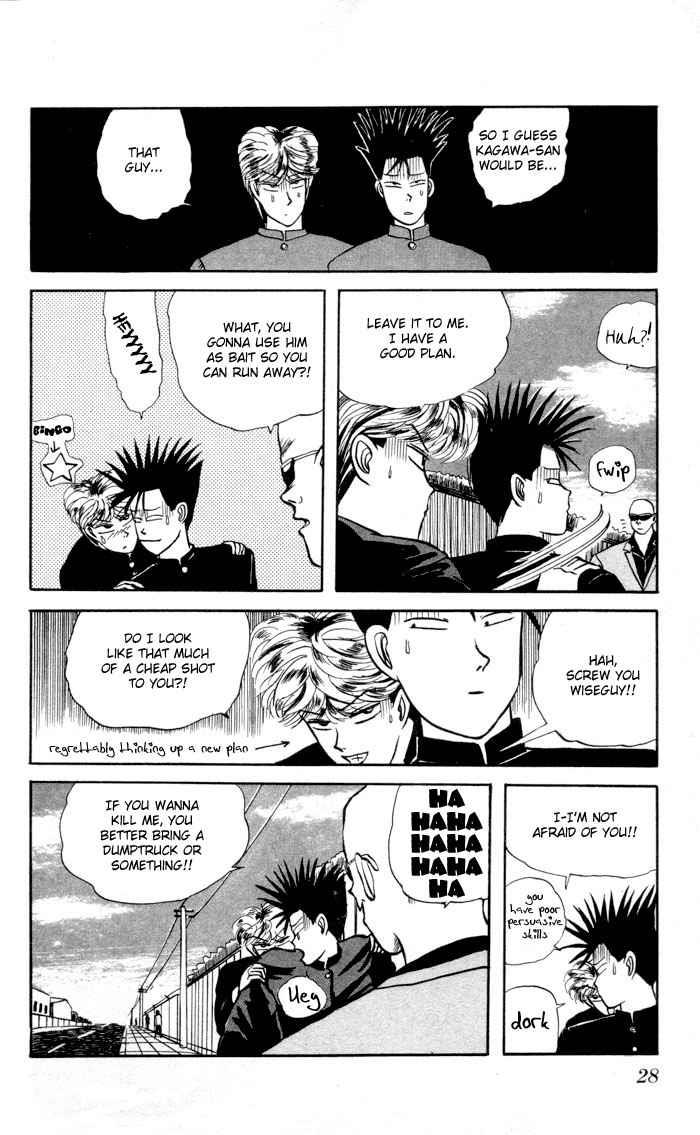 SO I GUESS
KAGAWA-SAN
WOULD BE...
THAT
GUY...
Huh?!
LEAVE IT TO ME.
I HAVE A
GOOD PLAN.
fwip
WHAT, YOU
GONNA USE HIM
AS BAIT SO YOU
CAN RUN AWAY?!
HEYYYYY
BINGO
HAH,
SCREW YOU
WISEGUY!!
DO I LOOK
LIKE THAT MUCH
OF A CHEAP SHOT
TO YOU?!
regrettably thinking up a new plan
I-I'M NOT
AFRAID OF YOU!!
you
have poor
persuasive
skills
dork
HA
HAHA
HAHA
HAHA
HA
IF YOU WANNA
KILL ME, YOU
BETTER BRING A
DUMPTRUCK OR
SOMETHING!!
Hey
28